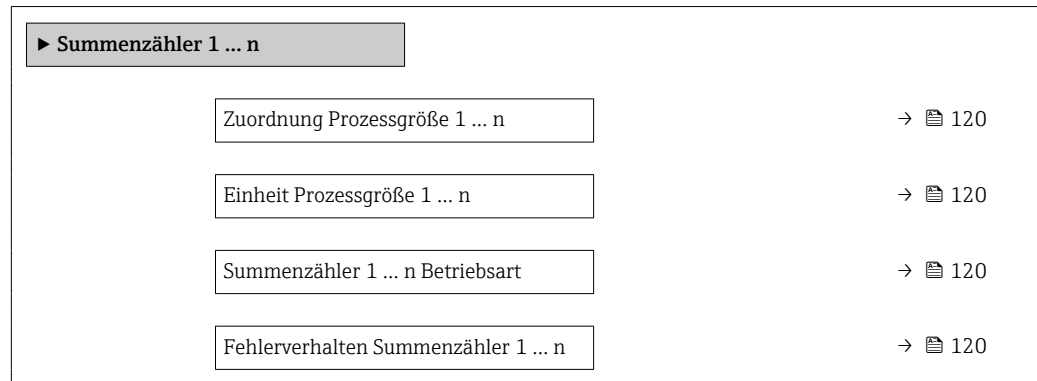 ▶ Summenzähler 1 … n
Zuordnung Prozessgröße 1 … n → 120
Einheit Prozessgröße 1 … n → 120
Summenzähler 1 … n Betriebsart → 120
Fehlerverhalten Summenzähler 1 … n → 120